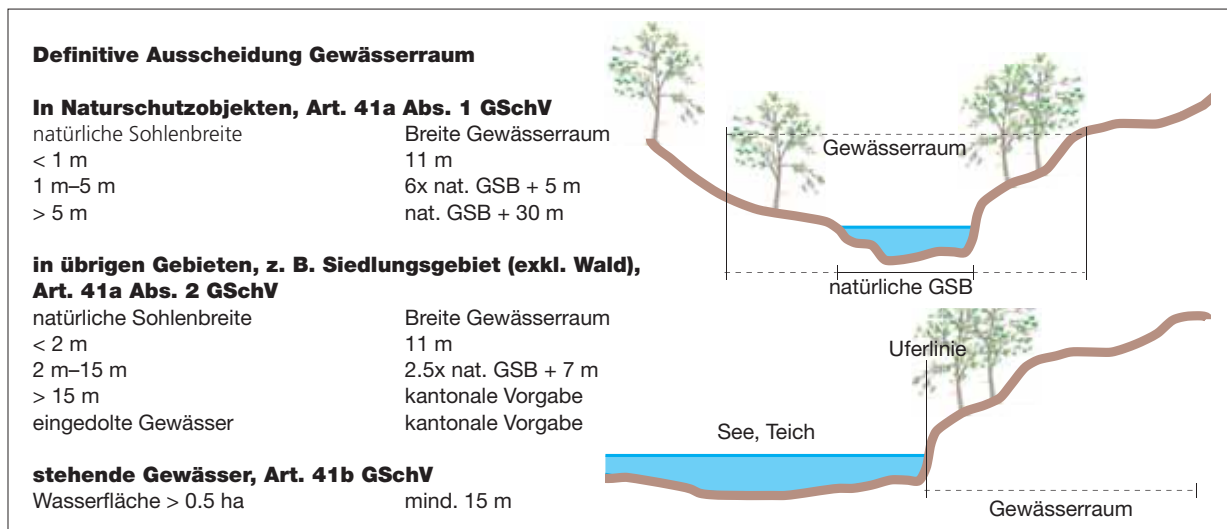 Definitive Ausscheidung Gewässerraum
In Naturschutzobjekten, Art. 41a Abs. 1 GSchV
natürliche Sohlenbreite Breite Gewässerraum
< 1 m 11 m
1 m–5 m 6x nat. GSB + 5 m
> 5 m nat. GSB + 30 m
in übrigen Gebieten, z. B. Siedlungsgebiet (exkl. Wald),
Art. 41a Abs. 2 GSchV
natürliche Sohlenbreite Breite Gewässerraum
< 2 m 11 m
2 m–15 m 2.5x nat. GSB + 7 m
> 15 m kantonale Vorgabe
eingedolte Gewässer kantonale Vorgabe
stehende Gewässer, Art. 41b GSchV
Wasserfläche > 0.5 ha mind. 15 m
Gewässerraum
natürliche GSB
Uferlinie
See, Teich
Gewässerraum